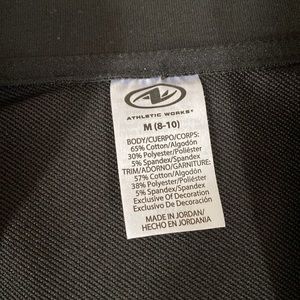 ATHLETIC WORKS®
M (8-10)
BODY/CUERPO/CORPS:
65% Cotton/Algodón
30% Polyester/Poliéster
5% Spandex/Spandex
TRIM/ADORNO/GARNITURE:
57% Cotton/Algodón
38% Polyester/Poliéster
5% Spandex/Spandex
Exclusive Of Decoration
Exclusivo De Decoración
MADE IN JORDAN/
HECHO EN JORDANIA